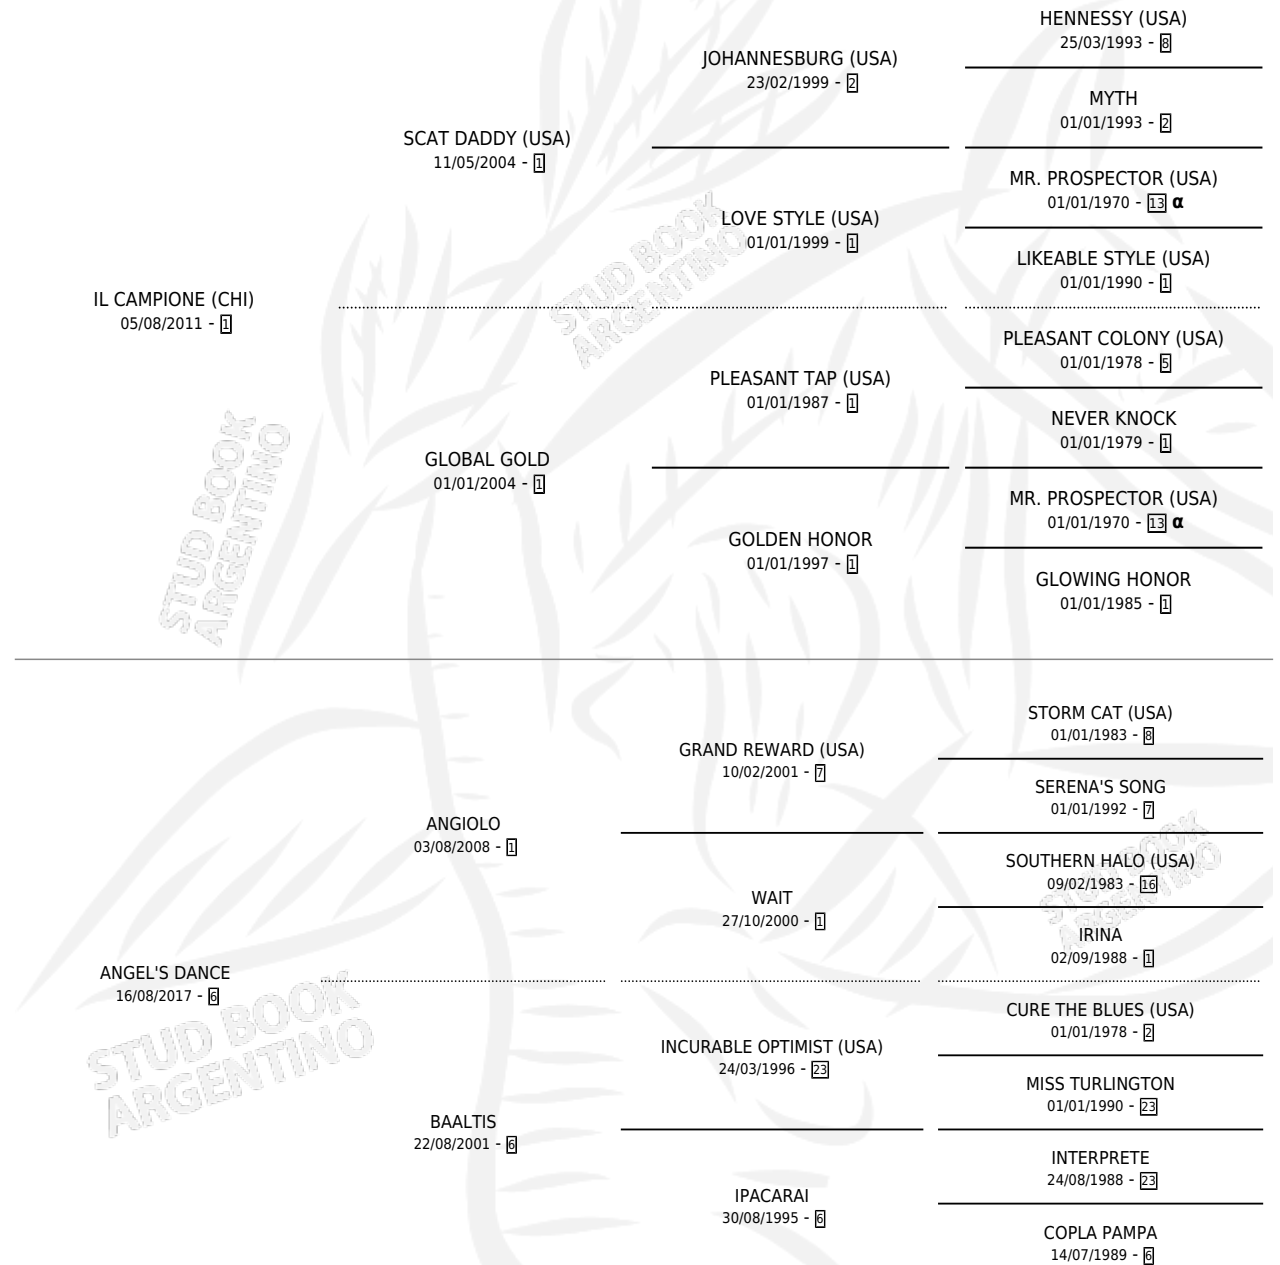 HENNESSY (USA)
25/03/1993 - 8
JOHANNESBURG (USA)
23/02/1999 - 2
MYTH
01/01/1993 - 2
SCAT DADDY (USA)
11/05/2004 - 1
MR. PROSPECTOR (USA)
01/01/1970 - 13 α
LOVE STYLE (USA)
01/01/1999 - 1
LIKEABLE STYLE (USA)
01/01/1990 - 1
IL CAMPIONE (CHI)
05/08/2011 - 1
PLEASANT COLONY (USA)
01/01/1978 - 5
PLEASANT TAP (USA)
01/01/1987 - 1
NEVER KNOCK
01/01/1979 - 1
GLOBAL GOLD
01/01/2004 - 1
MR. PROSPECTOR (USA)
01/01/1970 - 13 α
GOLDEN HONOR
01/01/1997 - 1
GLOWING HONOR
01/01/1985 - 1
STORM CAT (USA)
01/01/1983 - 8
GRAND REWARD (USA)
10/02/2001 - 7
SERENA'S SONG
01/01/1992 - 7
ANGIOLO
03/08/2008 - 1
SOUTHERN HALO (USA)
09/02/1983 - 16
WAIT
27/10/2000 - 1
IRINA
02/09/1988 - 1
ANGEL'S DANCE
16/08/2017 - 6
CURE THE BLUES (USA)
01/01/1978 - 2
INCURABLE OPTIMIST (USA)
24/03/1996 - 23
MISS TURLINGTON
01/01/1990 - 23
BAALTIS
22/08/2001 - 6
INTERPRETE
24/08/1988 - 23
IPACARAI
30/08/1995 - 6
COPLA PAMPA
14/07/1989 - 6
STUD BOOK
ARGENTINO
STUD BOOK
ARGENTINO
STUD BOOK
ARGENTINO
STUD BOOK
ARGENTINO